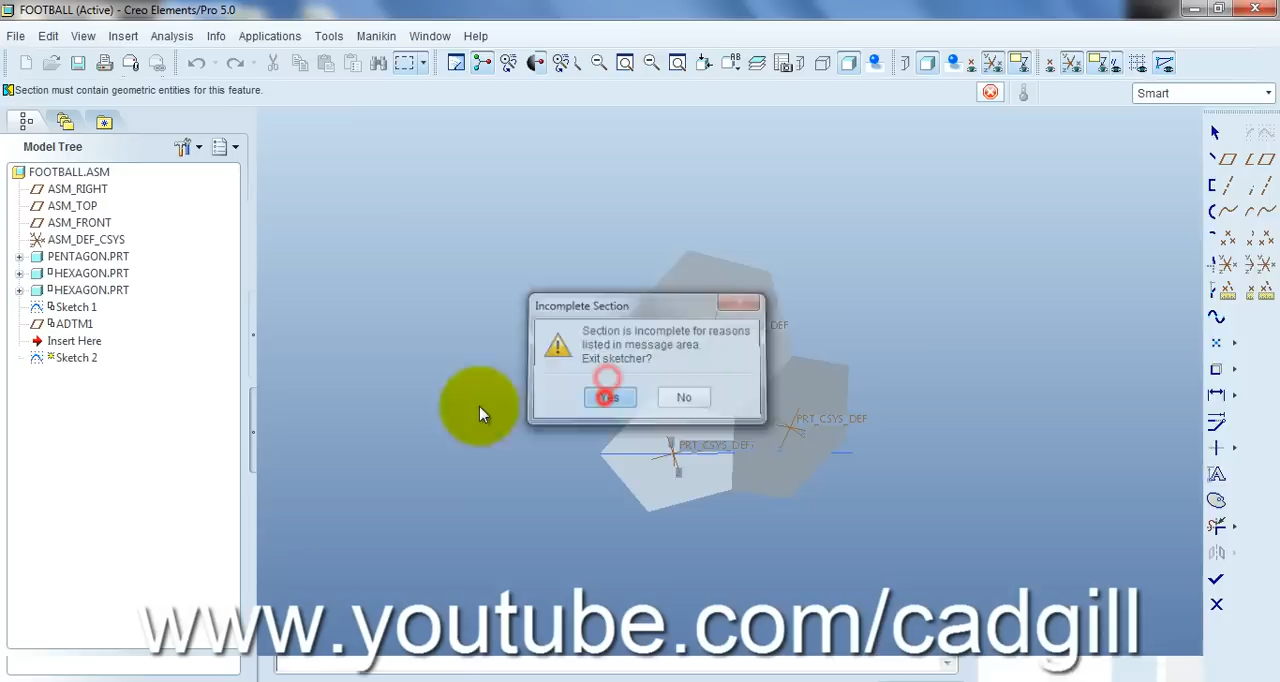 FOOTBALL (Active) - Creo Elements/Pro 5.0
File Edit View Insert Analysis Info Applications Tools Manikin Window Help
Section must contain geometric entities for this feature.
Smart
Model Tree
FOOTBALL.ASM
ASM_RIGHT
ASM_TOP
ASM_FRONT
ASM_DEF_CSYS
PENTAGON.PRT
HEXAGON.PRT
HEXAGON.PRT
Sketch 1
ADTM1
Insert Here
Sketch 2
Incomplete Section
Section is incomplete for reasons
listed in message area.
Exit sketcher?
Yes No
DEF
PRT_CSYS_DEF
PRT_CSYS_DEF
www.youtube.com/cadgill